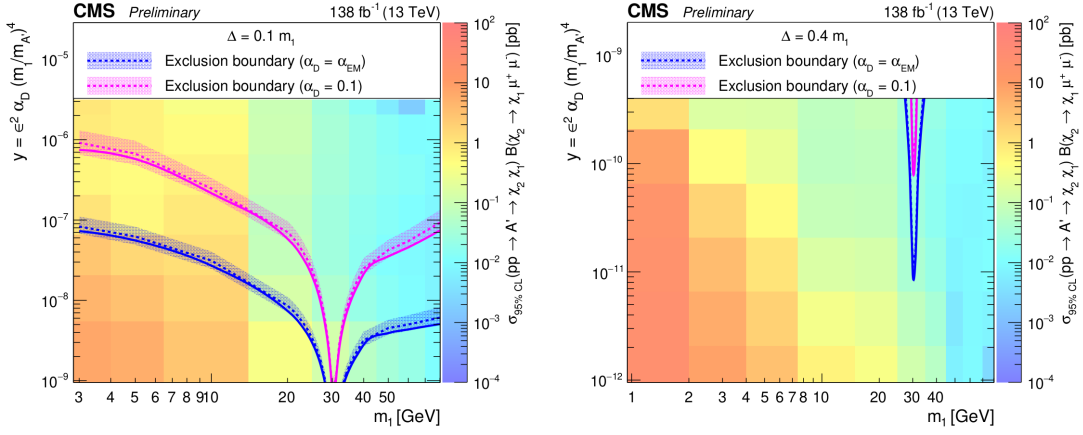 CMS Preliminary 138 fb⁻¹ (13 TeV)
Δ = 0.1 m₁
Exclusion boundary (α_D = α_EM)
Exclusion boundary (α_D = 0.1)
y = ϵ² α_D (m₁/m_A')⁴
10⁻⁵
10⁻⁶
10⁻⁷
10⁻⁸
10⁻⁹
3 4 5 6 7 8 9 10 20 30 40 50
m₁ [GeV]
10²
10
1
10⁻¹
10⁻²
10⁻³
10⁻⁴
σ_95% CL (pp → A' → χ₂ χ₁) B(χ₂ → χ₁ μ⁺ μ⁻) [pb]
CMS Preliminary 138 fb⁻¹ (13 TeV)
Δ = 0.4 m₁
Exclusion boundary (α_D = α_EM)
Exclusion boundary (α_D = 0.1)
y = ϵ² α_D (m₁/m_A')⁴
10⁻⁹
10⁻¹⁰
10⁻¹¹
10⁻¹²
1 2 3 4 5 6 7 8 10 20 30 40
m₁ [GeV]
10²
10
1
10⁻¹
10⁻²
10⁻³
10⁻⁴
σ_95% CL (pp → A' → χ₂ χ₁) B(χ₂ → χ₁ μ⁺ μ⁻) [pb]